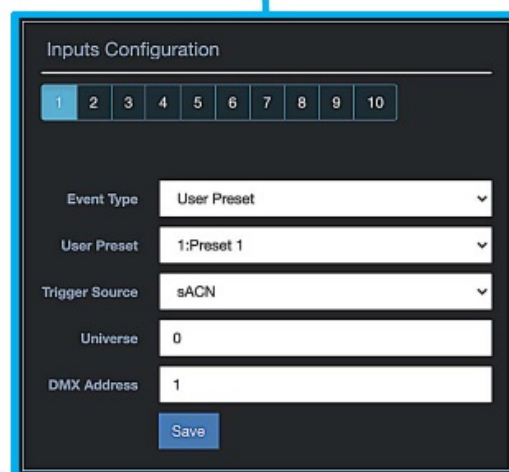 Inputs Configuration
1 2 3 4 5 6 7 8 9 10
Event Type User Preset
User Preset 1:Preset 1
Trigger Source sACN
Universe 0
DMX Address 1
Save